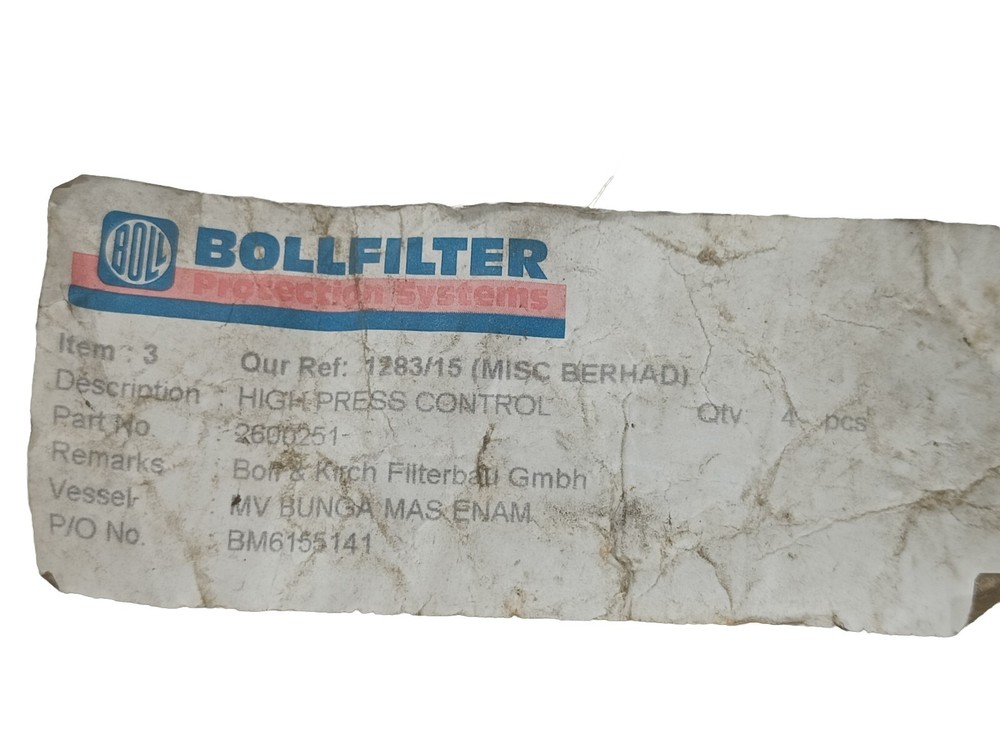 BOLL
BOLLFILTER
Protection Systems
Item : 3 Our Ref: 1283/15 (MISC BERHAD)
Description : HIGH PRESS CONTROL Qty 4 pcs
Part No : 2600251
Remarks : Boll & Kirch Filterbau Gmbh
Vessel : MV BUNGA MAS ENAM
P/O No. : BM6155141